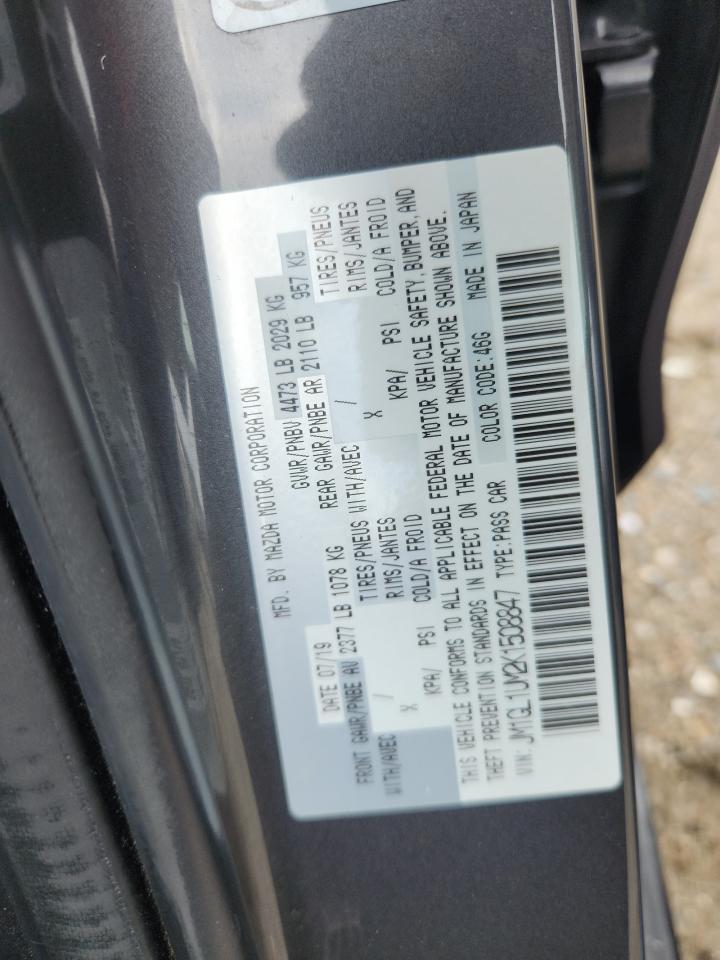 MFD. BY MAZDA MOTOR CORPORATION
DATE 07/19 GVWR/PNBV 4473 LB 2029 KG
FRONT GAWR/PNBE AV 2377 LB 1078 KG REAR GAWR/PNBE AR 2110 LB 957 KG
WITH/AVEC / TIRES/PNEUS WITH/AVEC / TIRES/PNEUS
X RIMS/JANTES X RIMS/JANTES
KPA/ PSI COLD/A FROID KPA/ PSI COLD/A FROID
THIS VEHICLE CONFORMS TO ALL APPLICABLE FEDERAL MOTOR VEHICLE SAFETY, BUMPER, AND
THEFT PREVENTION STANDARDS IN EFFECT ON THE DATE OF MANUFACTURE SHOWN ABOVE.
COLOR CODE:46G MADE IN JAPAN
VIN: JM1GL1UM2K1508847 TYPE:PASS CAR